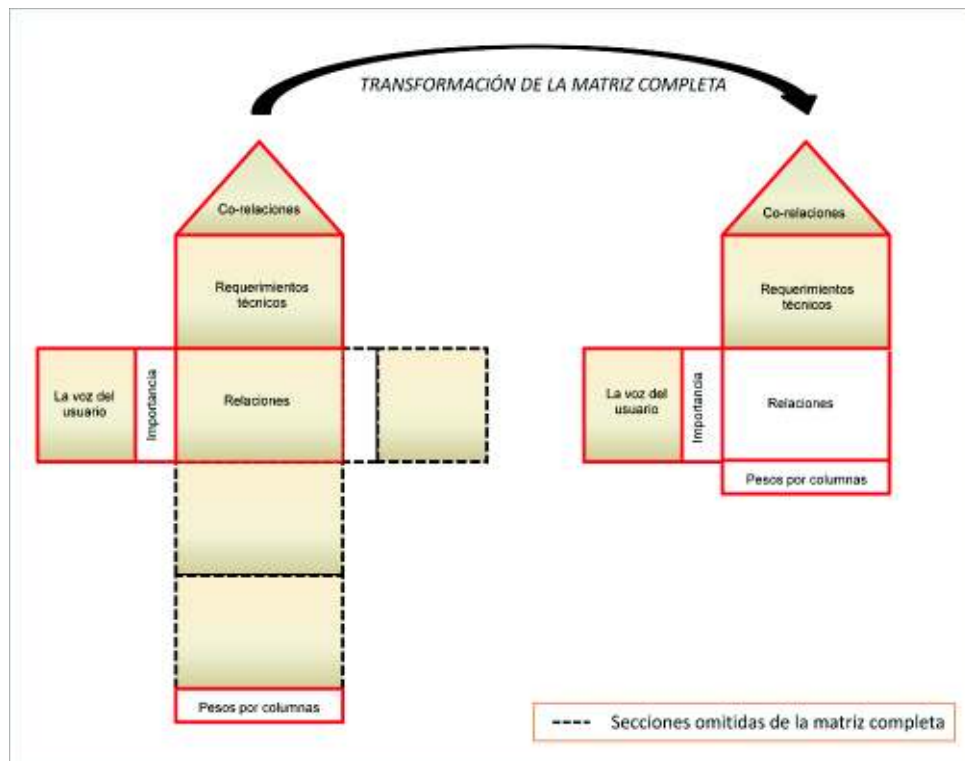 TRANSFORMACIÓN DE LA MATRIZ COMPLETA
Co-relaciones
Requerimientos
técnicos
La voz del
usuario
Importancia
Relaciones
Pesos por columnas
Co-relaciones
Requerimientos
técnicos
La voz del
usuario
Importancia
Relaciones
Pesos por columnas
Secciones omitidas de la matriz completa